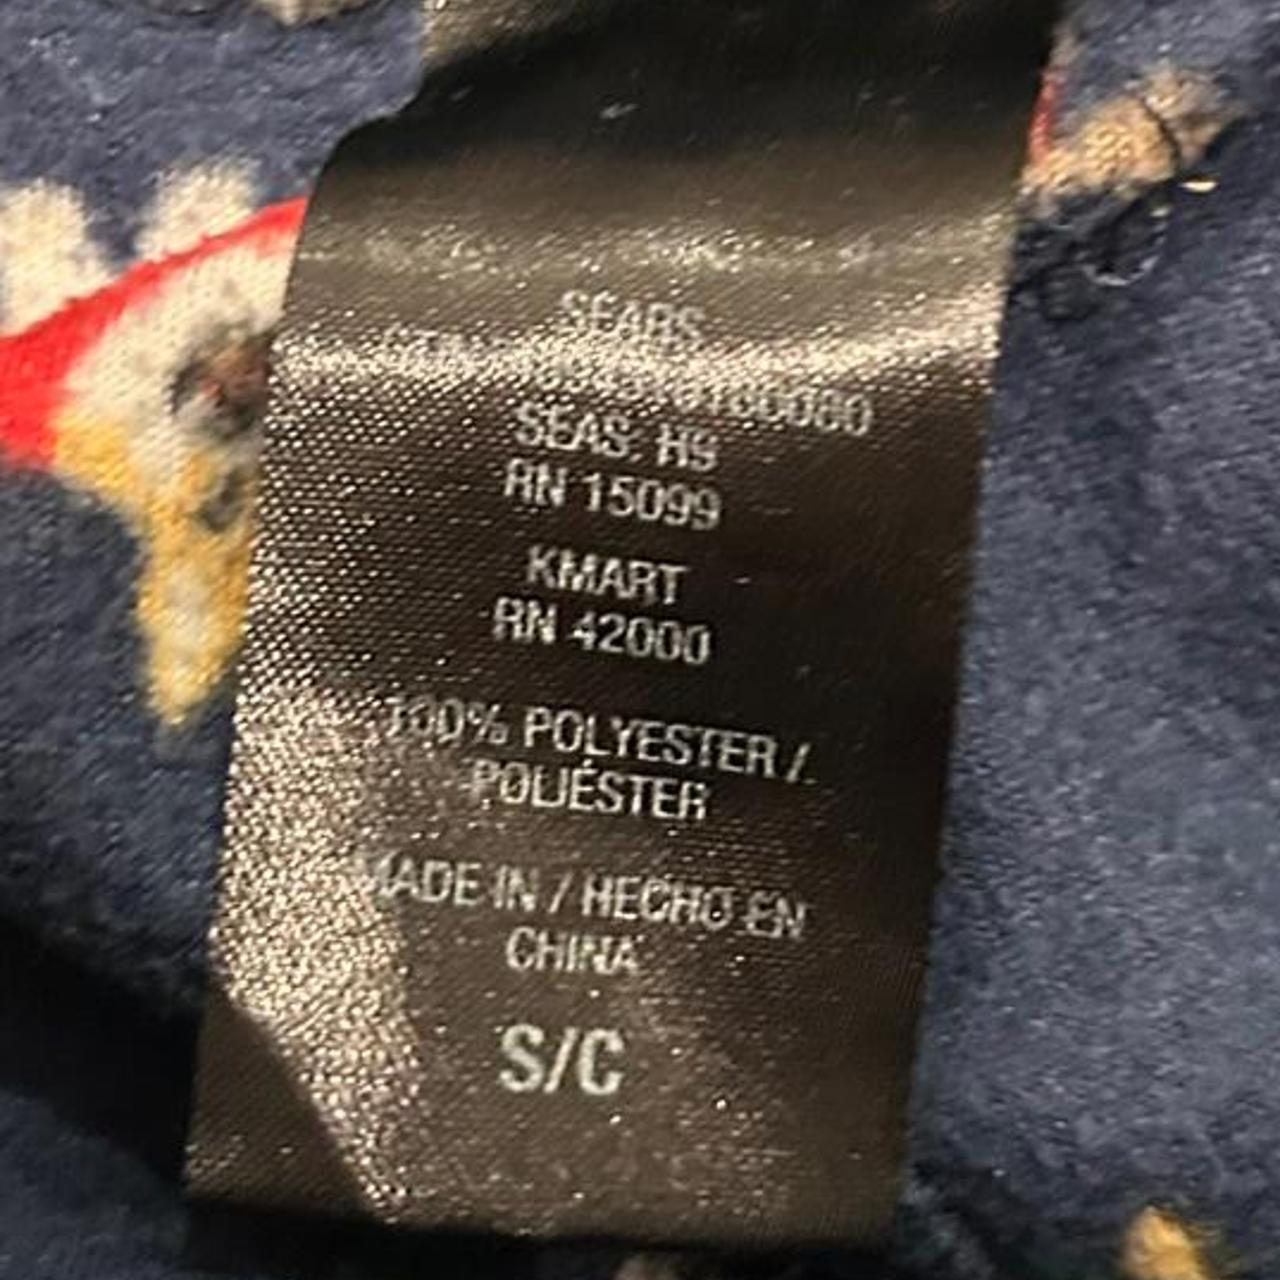 SEARS
SEAS: H9
RN 15099
KMART
RN 42000
100% POLYESTER /
POLIÉSTER
MADE IN / HECHO EN
CHINA
S/C